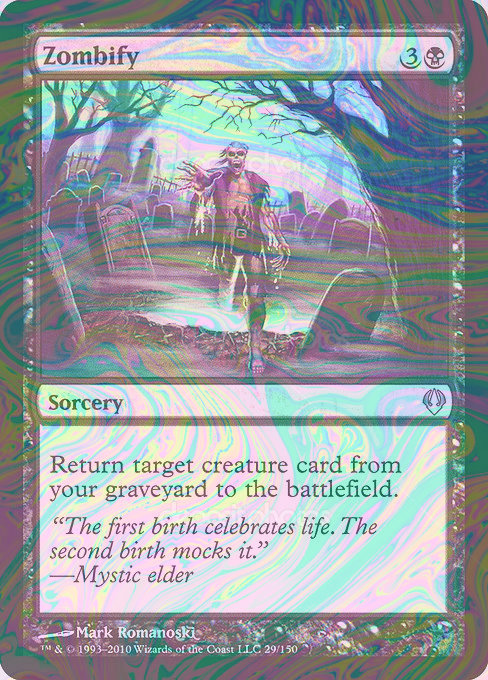 Zombify 3
Sorcery
Return target creature card from
your graveyard to the battlefield.
“The first birth celebrates life. The
second birth mocks it.”
—Mystic elder
Mark Romanoski
™ & © 1993–2010 Wizards of the Coast LLC 29/150